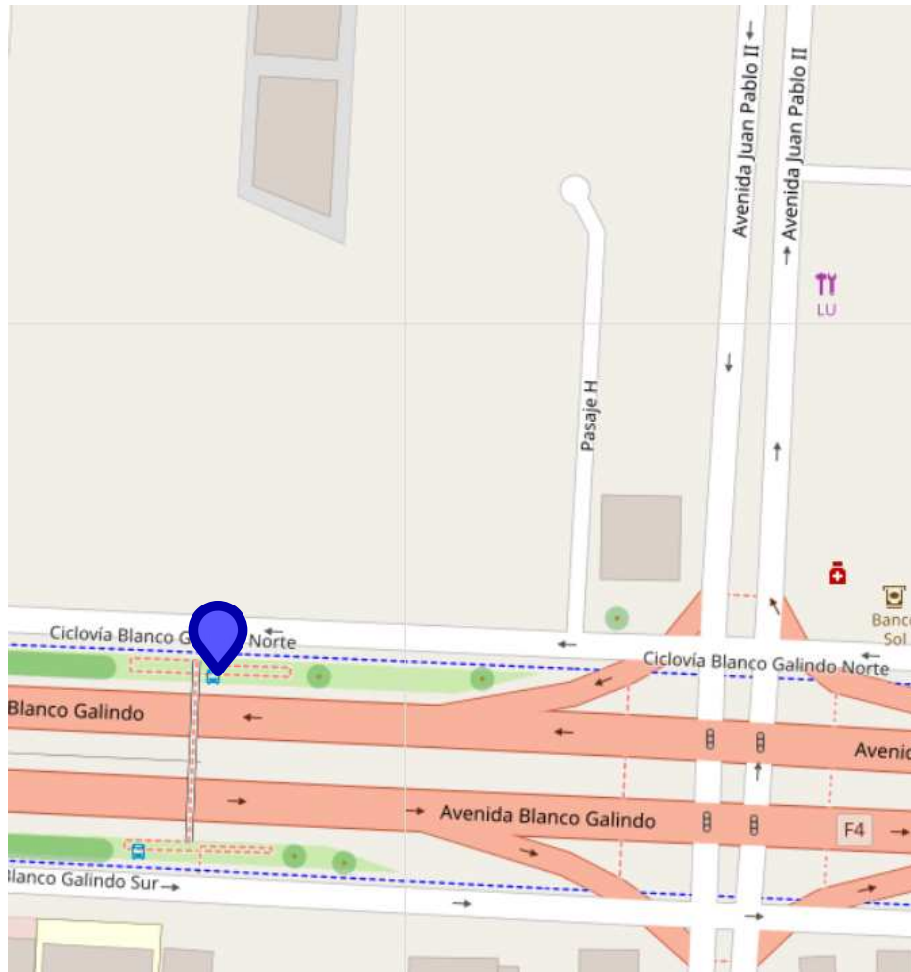 Avenida Juan Pablo II
Avenida Juan Pablo II
LU
Pasaje H
Banco
Sol
Ciclovía Blanco G
Norte
Ciclovía Blanco Galindo Norte
Blanco Galindo
Avenid
Avenida Blanco Galindo
F4
Blanco Galindo Sur